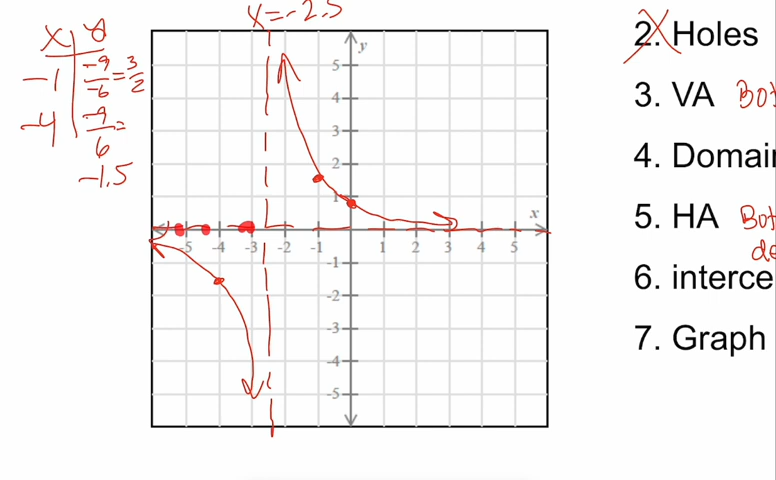 x=-2.5
x | y
-1 | -9/-6 = 3/2
-4 | -9/6 =
-1.5
y
5
4
3
2
1
x
-5 -4 -3 -2 -1 1 2 3 4 5
-1
-2
-3
-4
-5
2. Holes
3. VA Bot
4. Domain
5. HA Bot
de
6. interce
7. Graph